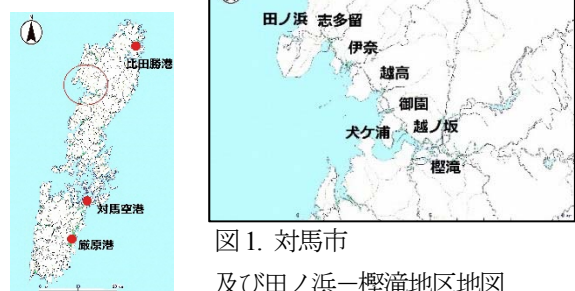 比田勝港
対馬空港
厳原港
田ノ浜 志多留
伊奈
越高
御園
犬ケ浦 越ノ坂
樫滝
図1. 対馬市
及び田ノ浜ー樫滝地区地図